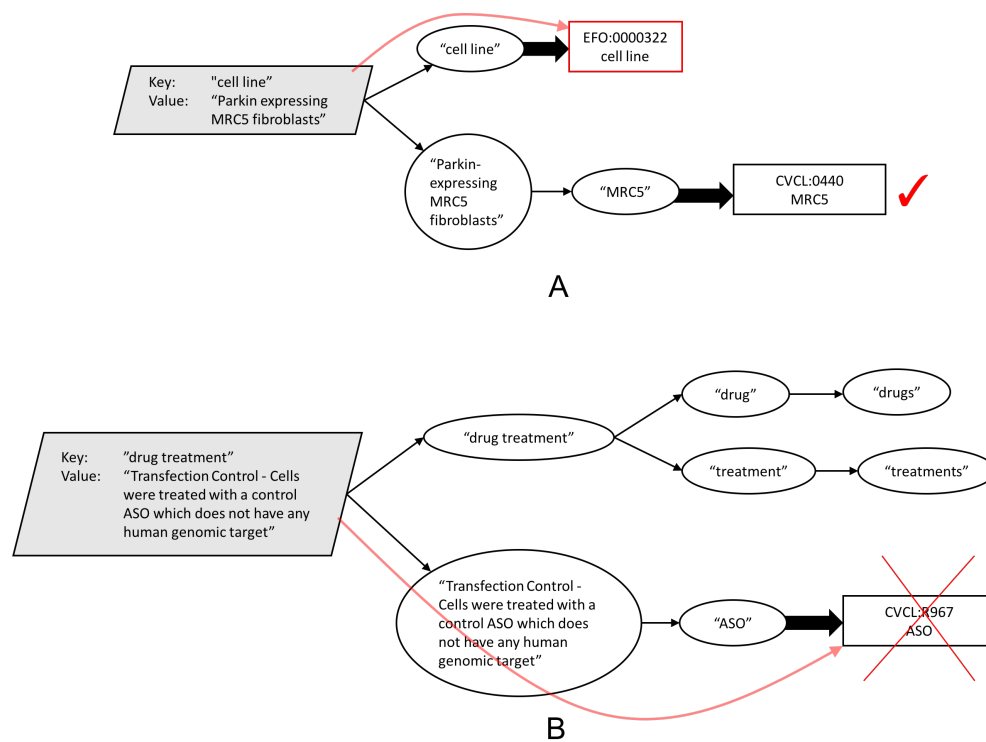 "cell line”
EFO:0000322
cell line
Key: "cell line”
Value: “Parkin expressing
MRC5 fibroblasts”
“Parkin-
expressing
MRC5
fibroblasts”
“MRC5”
CVCL:0440
MRC5
A
“drug”
“drugs”
“drug treatment”
“treatment”
“treatments”
Key: ”drug treatment”
Value: “Transfection Control - Cells
were treated with a control
ASO which does not have any
human genomic target”
“Transfection Control -
Cells were treated with a
control ASO which does
not have any human
genomic target”
“ASO”
CVCL:R967
ASO
B